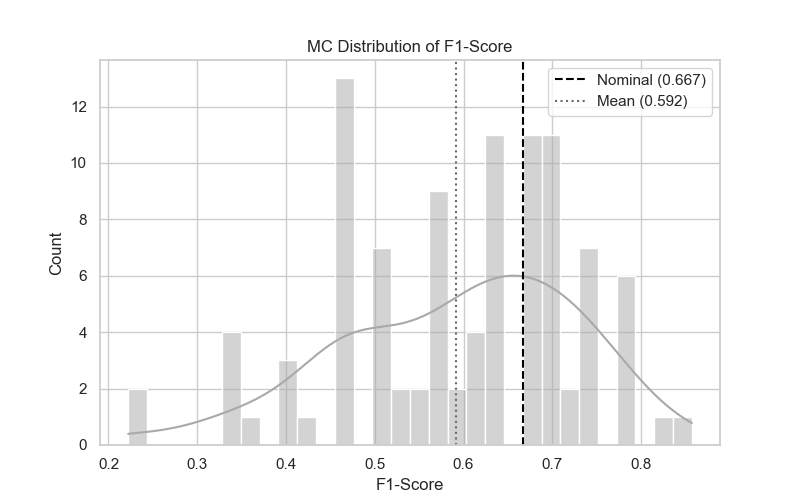 MC Distribution of F1-Score
Nominal (0.667)
Mean (0.592)
Count
12
10
8
6
4
2
0
0.2 0.3 0.4 0.5 0.6 0.7 0.8
F1-Score